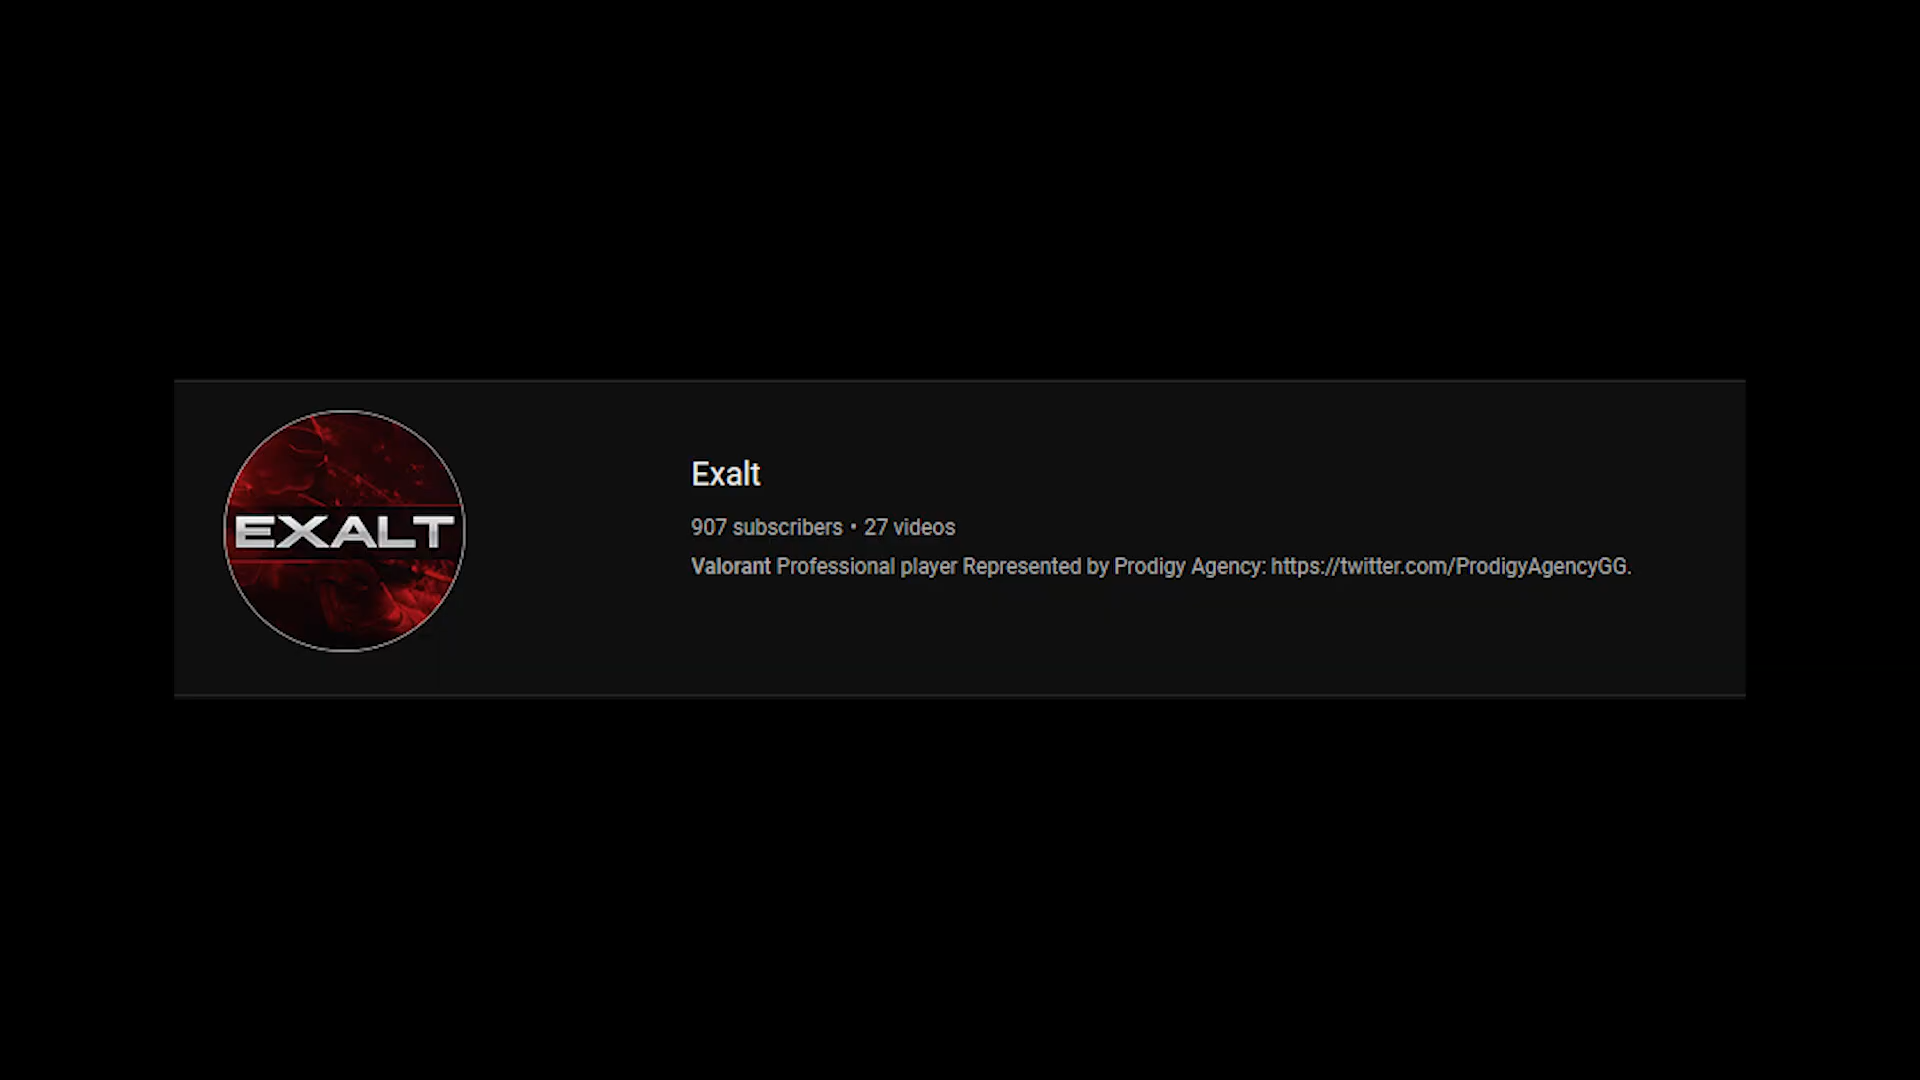 EXALT
Exalt
907 subscribers • 27 videos
Valorant Professional player Represented by Prodigy Agency: https://twitter.com/ProdigyAgencyGG.